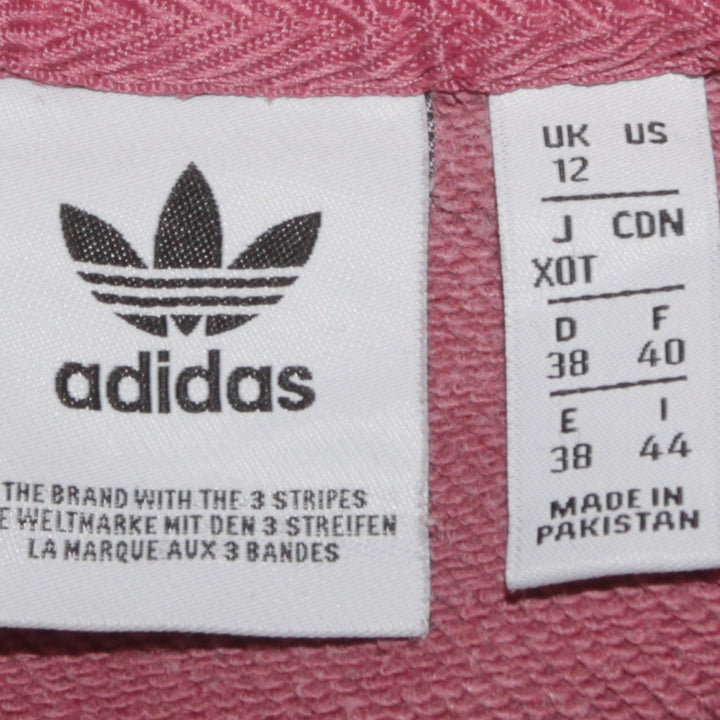 adidas
THE BRAND WITH THE 3 STRIPES
E WELTMARKE MIT DEN 3 STREIFEN
LA MARQUE AUX 3 BANDES
UK US
12
J CDN
XOT
D F
38 40
E I
38 44
MADE IN
PAKISTAN